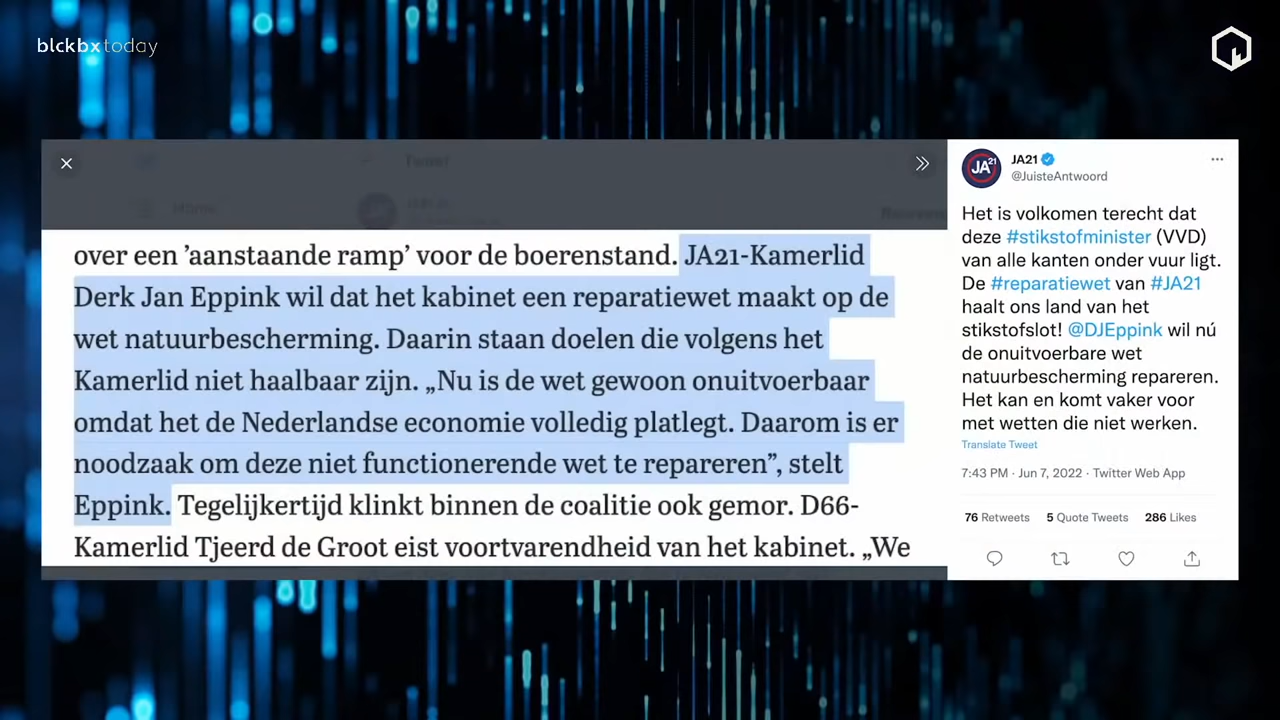 blckbxtoday
over een ’aanstaande ramp’ voor de boerenstand. JA21-Kamerlid
Derk Jan Eppink wil dat het kabinet een reparatiewet maakt op de
wet natuurbescherming. Daarin staan doelen die volgens het
Kamerlid niet haalbaar zijn. „Nu is de wet gewoon onuitvoerbaar
omdat het de Nederlandse economie volledig platlegt. Daarom is er
noodzaak om deze niet functionerende wet te repareren”, stelt
Eppink. Tegelijkertijd klinkt binnen de coalitie ook gemor. D66-
Kamerlid Tjeerd de Groot eist voortvarendheid van het kabinet. „We
JA21
JA21
@JuisteAntwoord
Het is volkomen terecht dat
deze #stikstofminister (VVD)
van alle kanten onder vuur ligt.
De #reparatiewet van #JA21
haalt ons land van het
stikstofslot! @DJEppink wil nú
de onuitvoerbare wet
natuurbescherming repareren.
Het kan en komt vaker voor
met wetten die niet werken.
Translate Tweet
7:43 PM · Jun 7, 2022 · Twitter Web App
76 Retweets 5 Quote Tweets 286 Likes